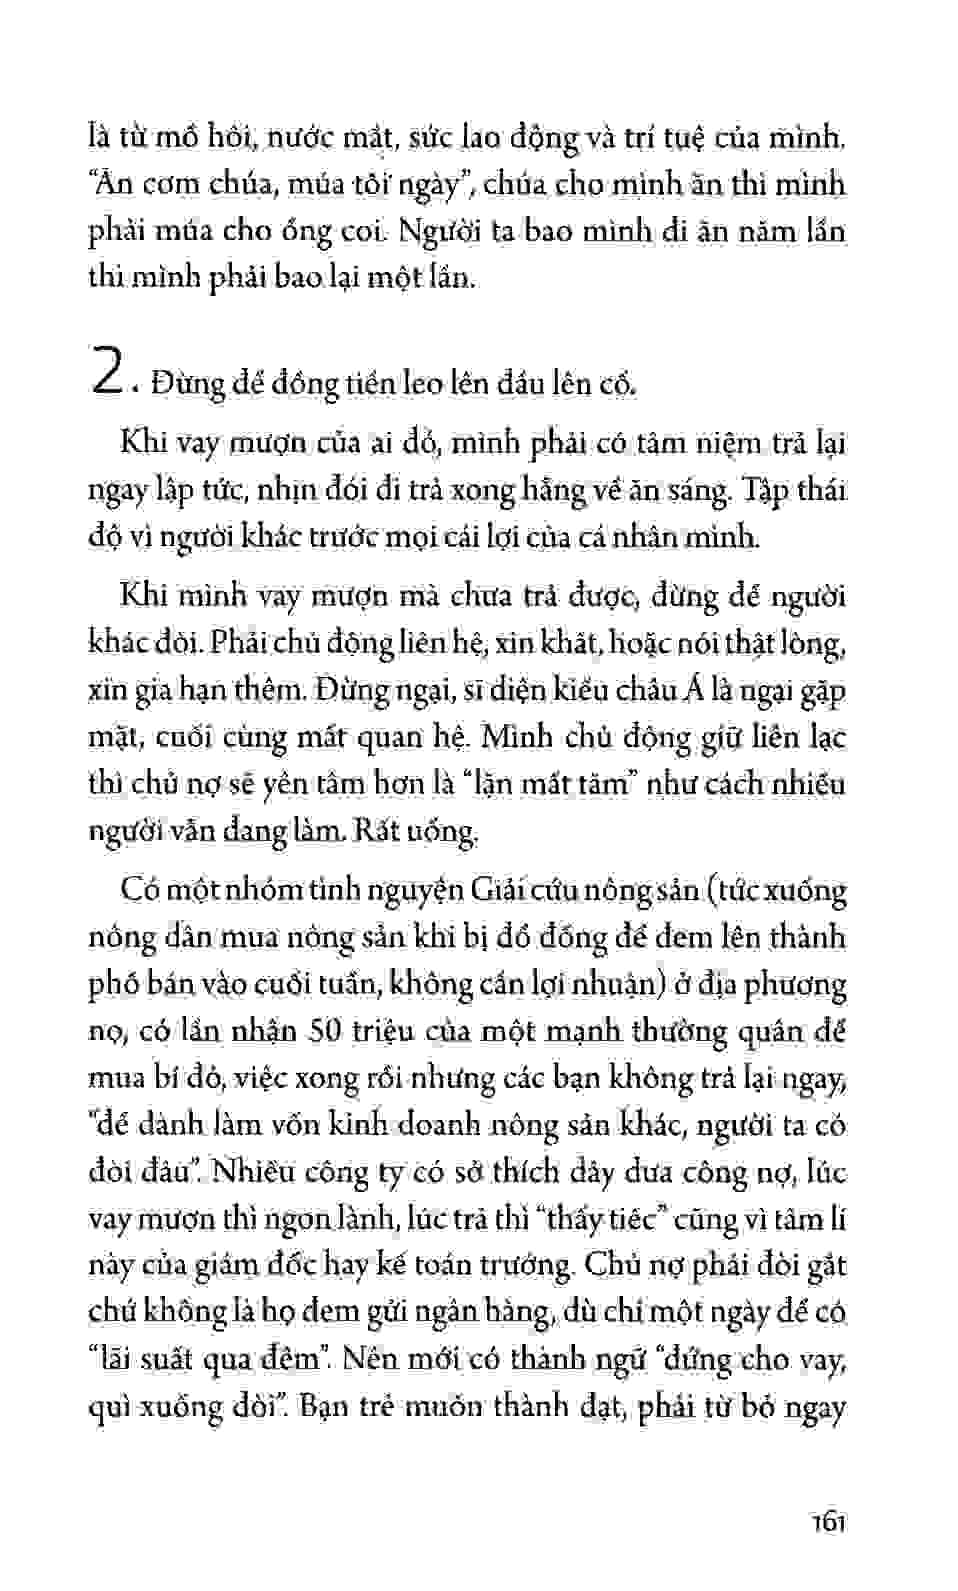 là từ mồ hôi, nước mắt, sức lao động và trí tuệ của mình.
“Ăn cơm chúa, múa tối ngày”, chúa cho mình ăn thì mình
phải múa cho ổng coi. Người ta bao mình đi ăn năm lần
thì mình phải bao lại một lần.
2. Đừng để đồng tiền leo lên đầu lên cổ.
Khi vay mượn của ai đó, mình phải có tâm niệm trả lại
ngay lập tức, nhịn đói đi trả xong hẵng về ăn sáng. Tập thái
độ vì người khác trước mọi cái lợi của cá nhân mình.
Khi mình vay mượn mà chưa trả được, đừng để người
khác đòi. Phải chủ động liên hệ, xin khất, hoặc nói thật lòng,
xin gia hạn thêm. Đừng ngại, sĩ diện kiểu châu Á là ngại gặp
mặt, cuối cùng mất quan hệ. Mình chủ động giữ liên lạc
thì chủ nợ sẽ yên tâm hơn là “lặn mất tăm” như cách nhiều
người vẫn đang làm. Rất uổng.
Có một nhóm tình nguyện Giải cứu nông sản (tức xuống
nông dân mua nông sản khi bị đổ đống để đem lên thành
phố bán vào cuối tuần, không cần lợi nhuận) ở địa phương
nọ, có lần nhận 50 triệu của một mạnh thường quân để
mua bí đỏ, việc xong rồi nhưng các bạn không trả lại ngay,
“để dành làm vốn kinh doanh nông sản khác, người ta có
đòi đâu”. Nhiều công ty có sở thích dây dưa công nợ, lúc
vay mượn thì ngon lành, lúc trả thì “thấy tiếc” cũng vì tâm lí
này của giám đốc hay kế toán trưởng. Chủ nợ phải đòi gắt
chứ không là họ đem gửi ngân hàng, dù chỉ một ngày để có
“lãi suất qua đêm”. Nên mới có thành ngữ “đứng cho vay,
quì xuống đòi”. Bạn trẻ muốn thành đạt, phải từ bỏ ngay
161